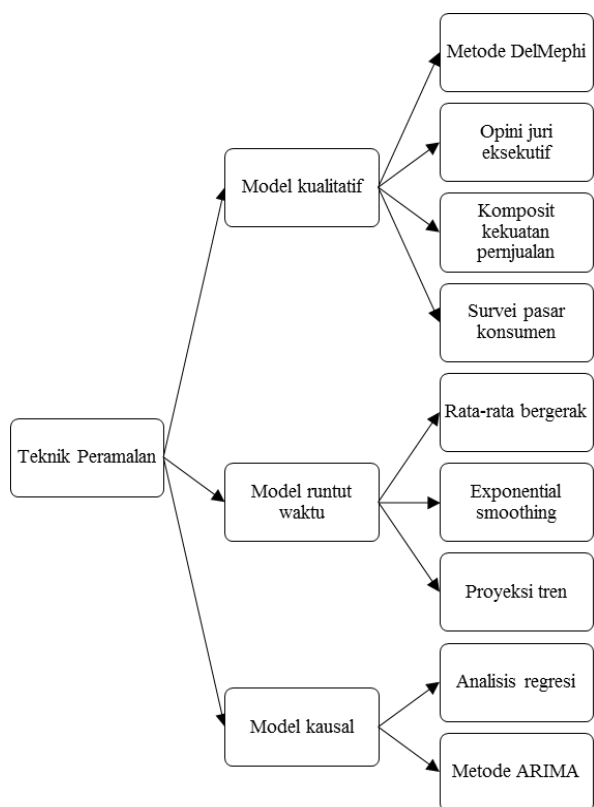 Teknik Peramalan
Model kualitatif
Metode DelMephi
Opini juri
eksekutif
Komposit
kekuatan
pernjualan
Survei pasar
konsumen
Model runtut
waktu
Rata-rata bergerak
Exponential
smoothing
Proyeksi tren
Model kausal
Analisis regresi
Metode ARIMA